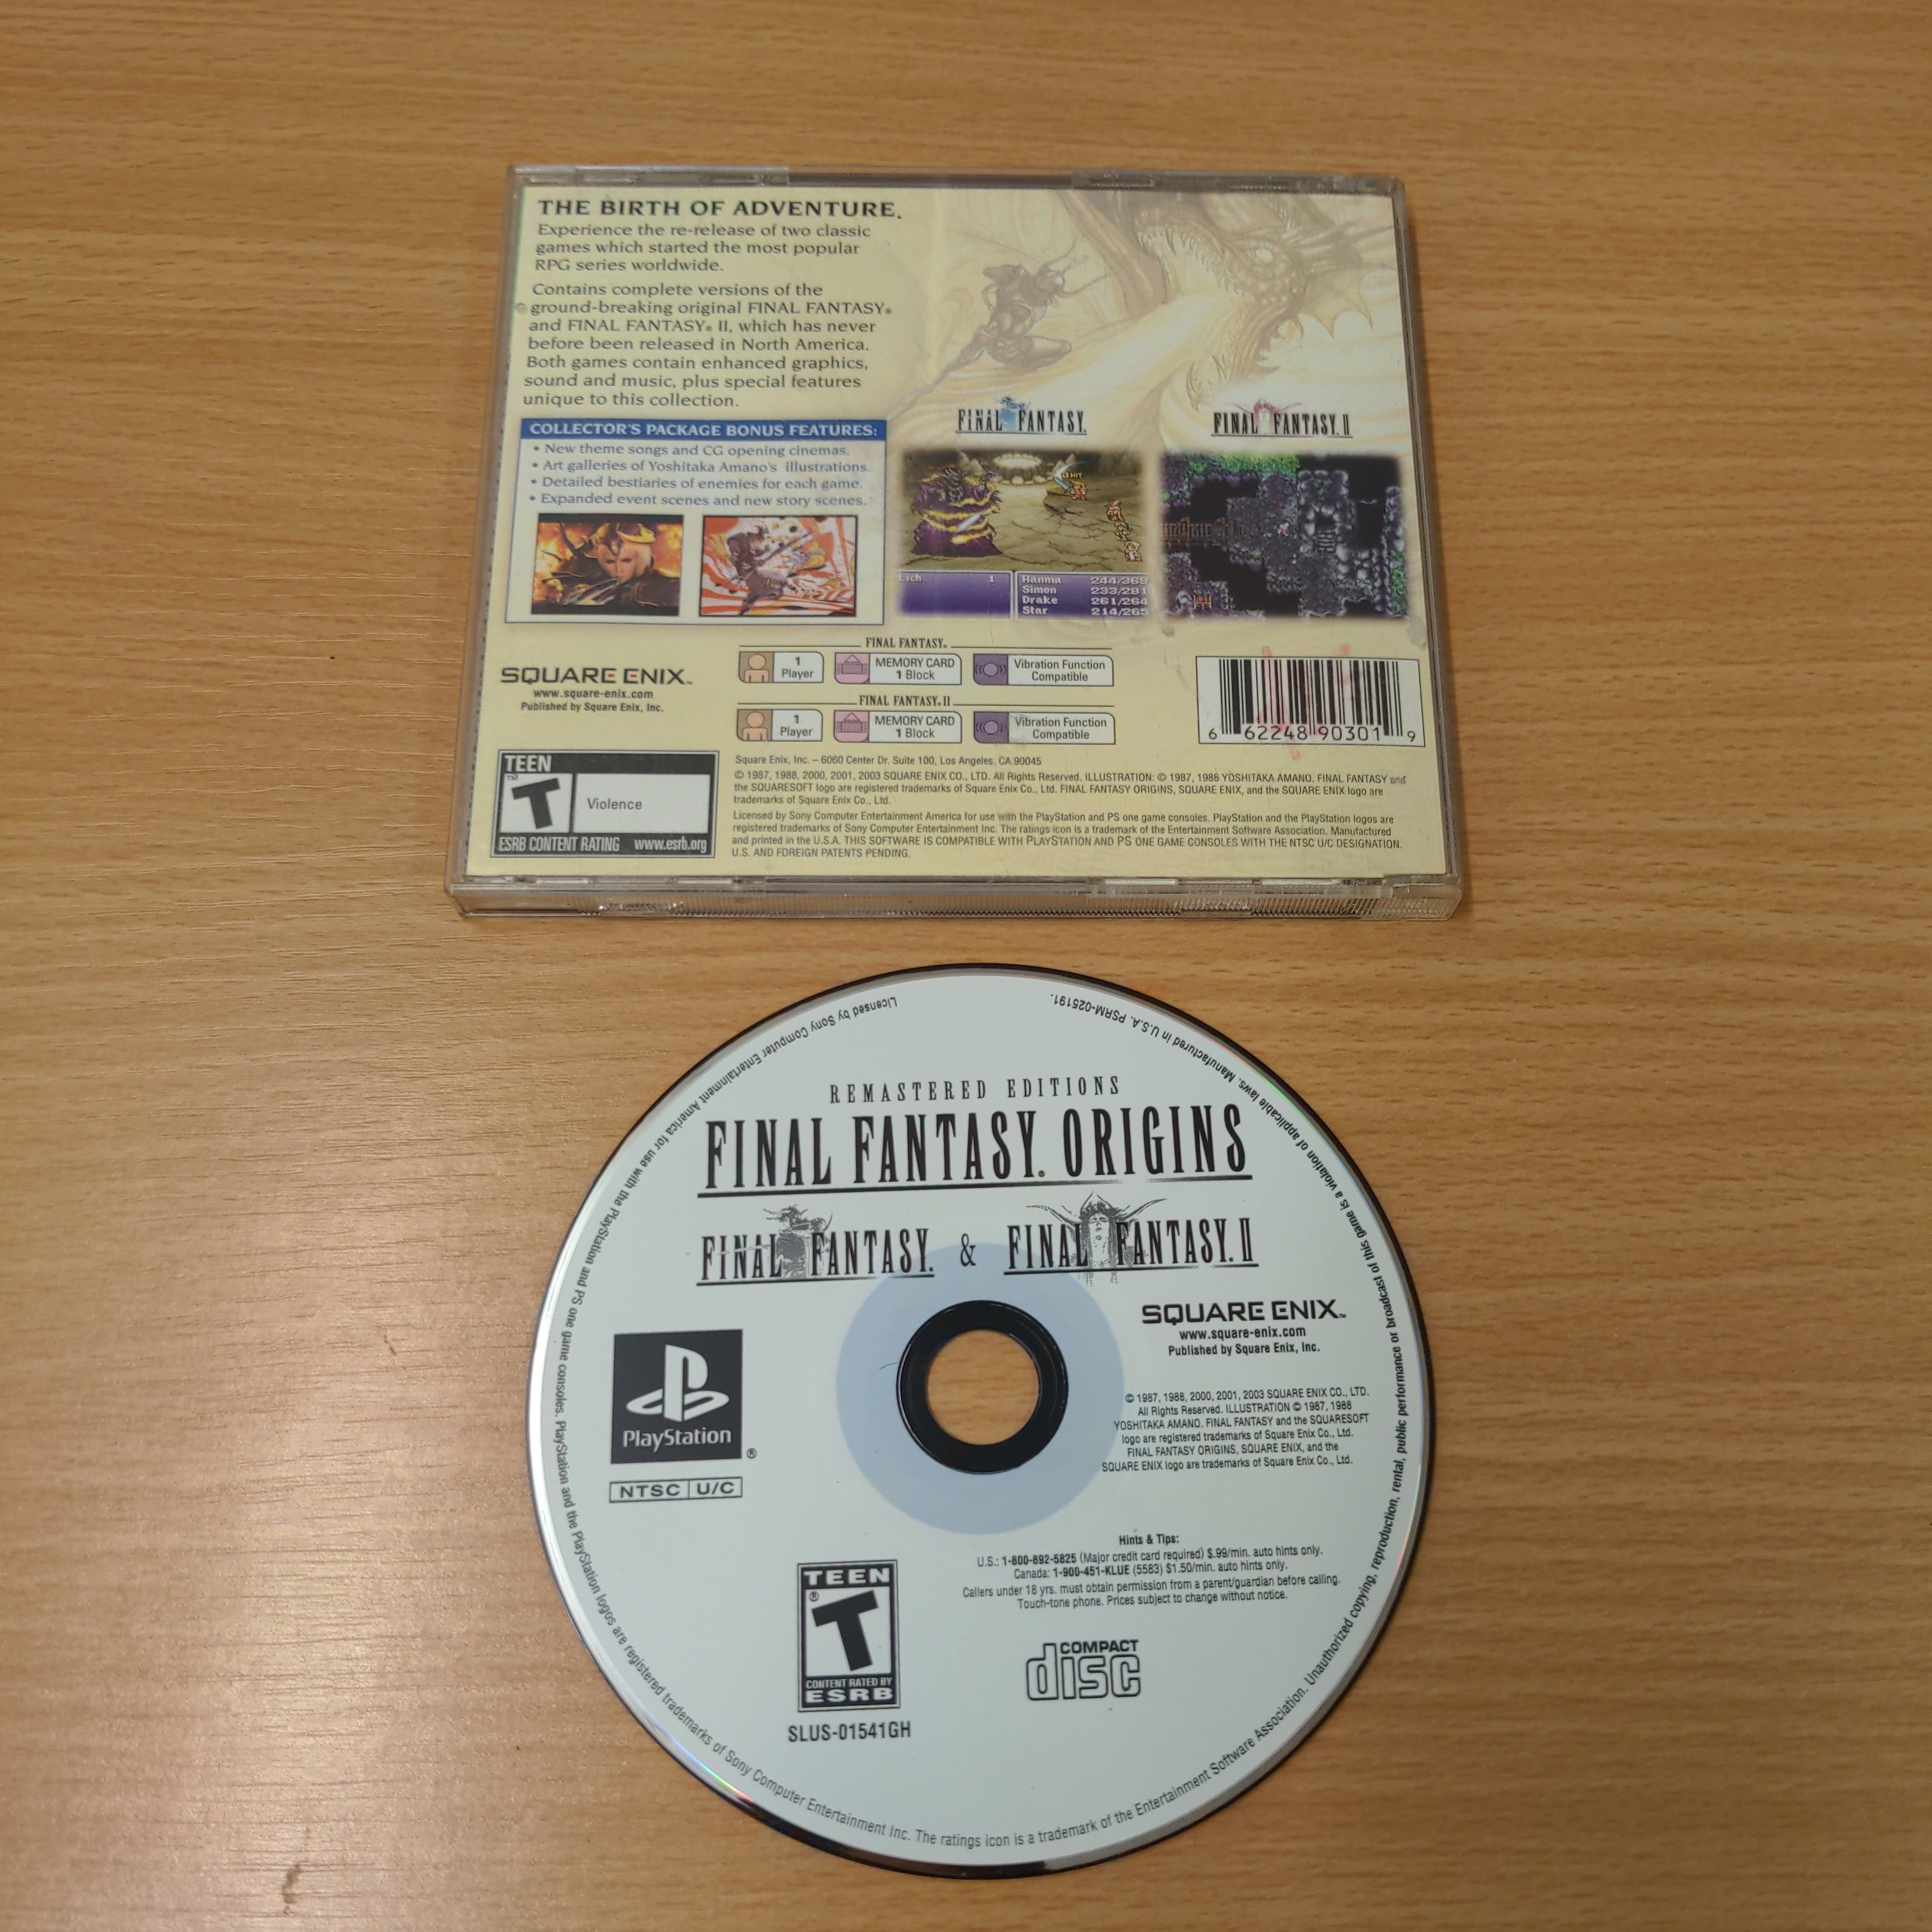 THE BIRTH OF ADVENTURE.
Experience the re-release of two classic
games which started the most popular
RPG series worldwide.
Contains complete versions of the
ground-breaking original FINAL FANTASY®
and FINAL FANTASY® II, which has never
before been released in North America.
Both games contain enhanced graphics,
sound and music, plus special features
unique to this collection.
COLLECTOR'S PACKAGE BONUS FEATURES:
• New theme songs and CG opening cinemas.
• Art galleries of Yoshitaka Amano's illustrations.
• Detailed bestiaries of enemies for each game.
• Expanded event scenes and new story scenes.
FINAL FANTASY.
FINAL FANTASY. II
HIT
Lich 1
Hanma 244/369
Simon 233/281
Drake 261/264
Star 214/265
SQUARE ENIX™
www.square-enix.com
Published by Square Enix, Inc.
FINAL FANTASY®
1 Player
MEMORY CARD 1 Block
Vibration Function Compatible
FINAL FANTASY® II
1 Player
MEMORY CARD 1 Block
Vibration Function Compatible
6 62248 90301 9
TEEN
T
™
Violence
ESRB CONTENT RATING www.esrb.org
Square Enix, Inc. – 6060 Center Dr. Suite 100, Los Angeles, CA 90045
© 1987, 1988, 2000, 2001, 2003 SQUARE ENIX CO., LTD. All Rights Reserved. ILLUSTRATION: © 1987, 1988 YOSHITAKA AMANO. FINAL FANTASY and
the SQUARESOFT logo are registered trademarks of Square Enix Co., Ltd. FINAL FANTASY ORIGINS, SQUARE ENIX, and the SQUARE ENIX logo are
trademarks of Square Enix Co., Ltd.
Licensed by Sony Computer Entertainment America for use with the PlayStation and PS one game consoles. PlayStation and the PlayStation logos are
registered trademarks of Sony Computer Entertainment Inc. The ratings icon is a trademark of the Entertainment Software Association. Manufactured
and printed in the U.S.A. THIS SOFTWARE IS COMPATIBLE WITH PLAYSTATION AND PS ONE GAME CONSOLES WITH THE NTSC U/C DESIGNATION.
U.S. AND FOREIGN PATENTS PENDING.
Licensed by Sony Computer Entertainment America for use with the PlayStation and PS one game consoles. PlayStation and the PlayStation logos are registered trademarks of Sony Computer Entertainment Inc. The ratings icon is a trademark of the Entertainment Software Association. Unauthorized copying, reproduction, rental, public performance or broadcast of this game is a violation of applicable laws. Manufactured in U.S.A. PSRM-025191.
REMASTERED EDITIONS
FINAL FANTASY® ORIGINS
FINAL FANTASY. & FINAL FANTASY. II
SQUARE ENIX™
www.square-enix.com
Published by Square Enix, Inc.
PlayStation
®
NTSC U/C
© 1987, 1988, 2000, 2001, 2003 SQUARE ENIX CO., LTD.
All Rights Reserved. ILLUSTRATION © 1987, 1988
YOSHITAKA AMANO. FINAL FANTASY and the SQUARESOFT
logo are registered trademarks of Square Enix Co., Ltd.
FINAL FANTASY ORIGINS, SQUARE ENIX, and the
SQUARE ENIX logo are trademarks of Square Enix Co., Ltd.
Hints & Tips:
U.S.: 1-800-892-5825 (Major credit card required) $.99/min. auto hints only.
Canada: 1-900-451-KLUE (5583) $1.50/min. auto hints only.
Callers under 18 yrs. must obtain permission from a parent/guardian before calling.
Touch-tone phone. Prices subject to change without notice.
TEEN
®
T
CONTENT RATED BY
ESRB
SLUS-01541GH
COMPACT
disc